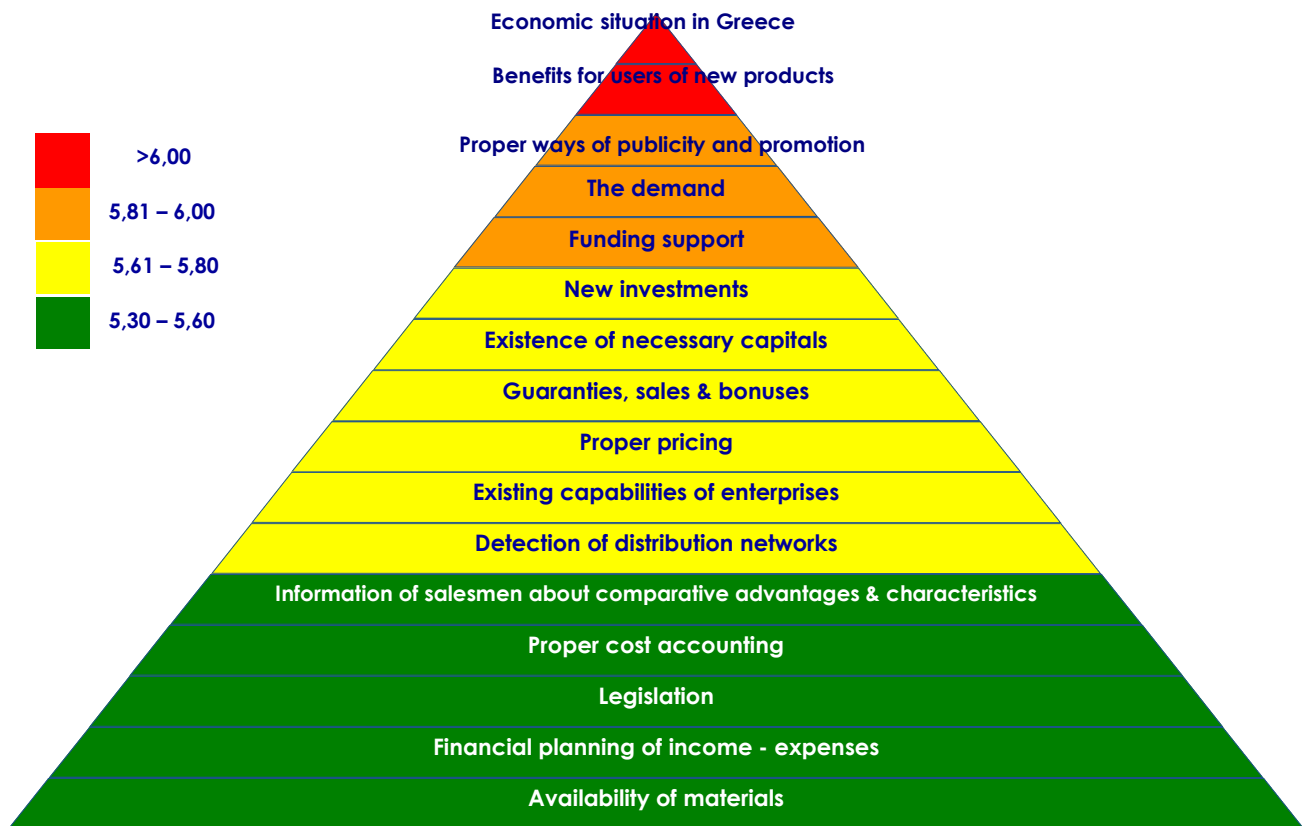 Economic situation in Greece
Benefits for users of new products
Proper ways of publicity and promotion
The demand
Funding support
New investments
Existence of necessary capitals
Guaranties, sales & bonuses
Proper pricing
Existing capabilities of enterprises
Detection of distribution networks
Information of salesmen about comparative advantages & characteristics
Proper cost accounting
Legislation
Financial planning of income - expenses
Availability of materials
>6,00
5,81 – 6,00
5,61 – 5,80
5,30 – 5,60